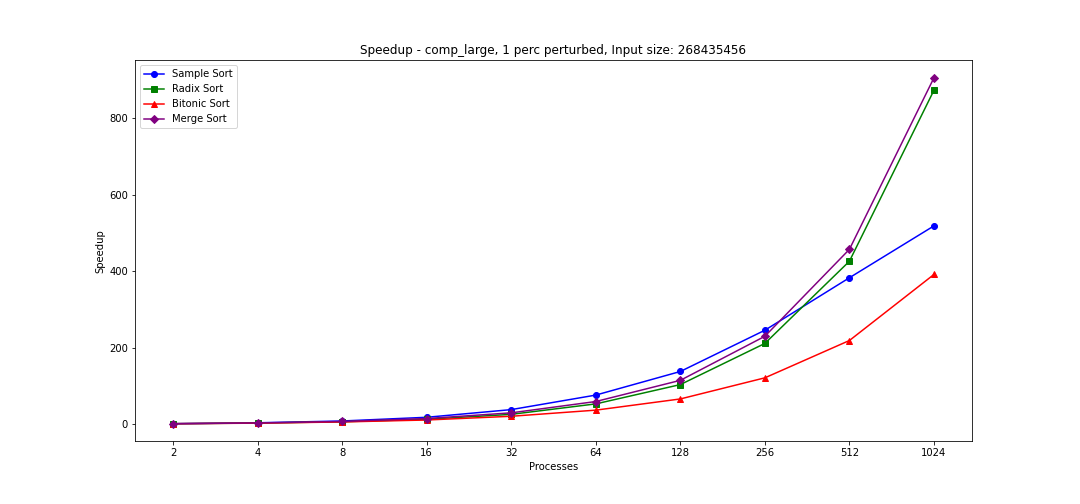 Speedup - comp_large, 1 perc perturbed, Input size: 268435456
Sample Sort
Radix Sort
Bitonic Sort
Merge Sort
Speedup
800
600
400
200
0
2 4 8 16 32 64 128 256 512 1024
Processes